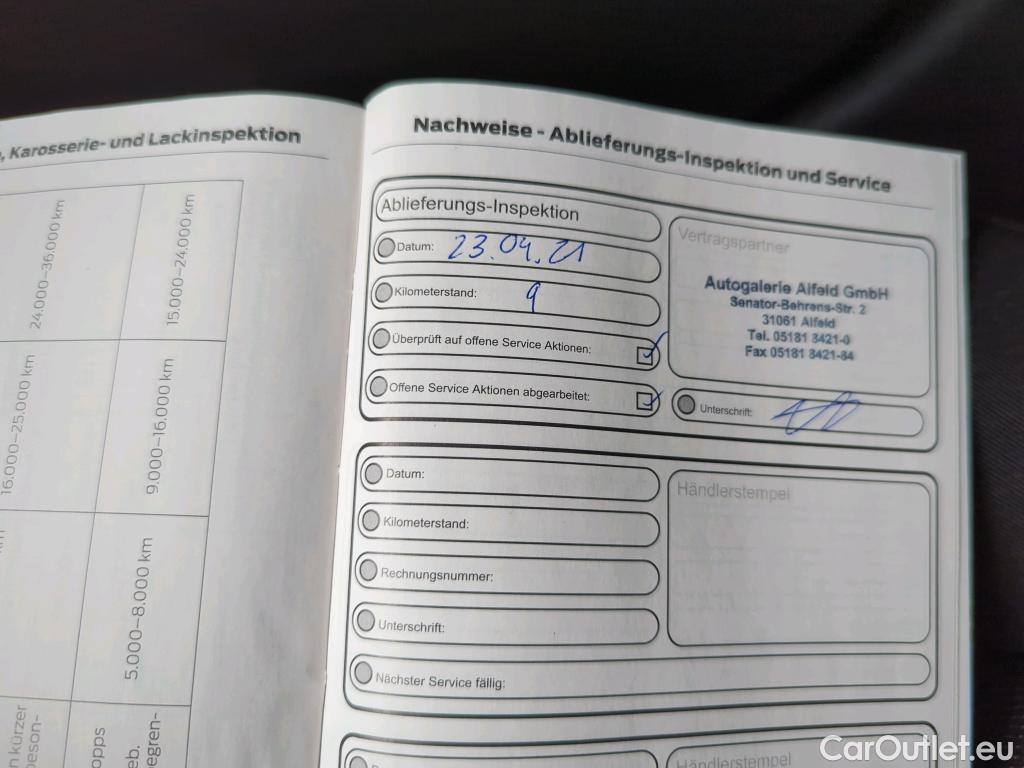 , Karosserie- und Lackinspektion
24.000–36.000 km
15.000–24.000 km
16.000–25.000 km
9.000–16.000 km
km
5.000–8.000 km
n kürzer
beson-
opps
eb.
egren-
Nachweise - Ablieferungs-Inspektion und Service
Ablieferungs-Inspektion
Datum: 23.04.21
Kilometerstand: 9
Überprüft auf offene Service Aktionen:
Offene Service Aktionen abgearbeitet:
Vertragspartner
Autogalerie Alfeld GmbH
Senator-Behrens-Str. 2
31061 Alfeld
Tel. 05181 8421-0
Fax 05181 8421-84
Unterschrift:
Datum:
Kilometerstand:
Rechnungsnummer:
Unterschrift:
Nächster Service fällig:
Händlerstempel
Händlerstempel
CarOutlet.eu